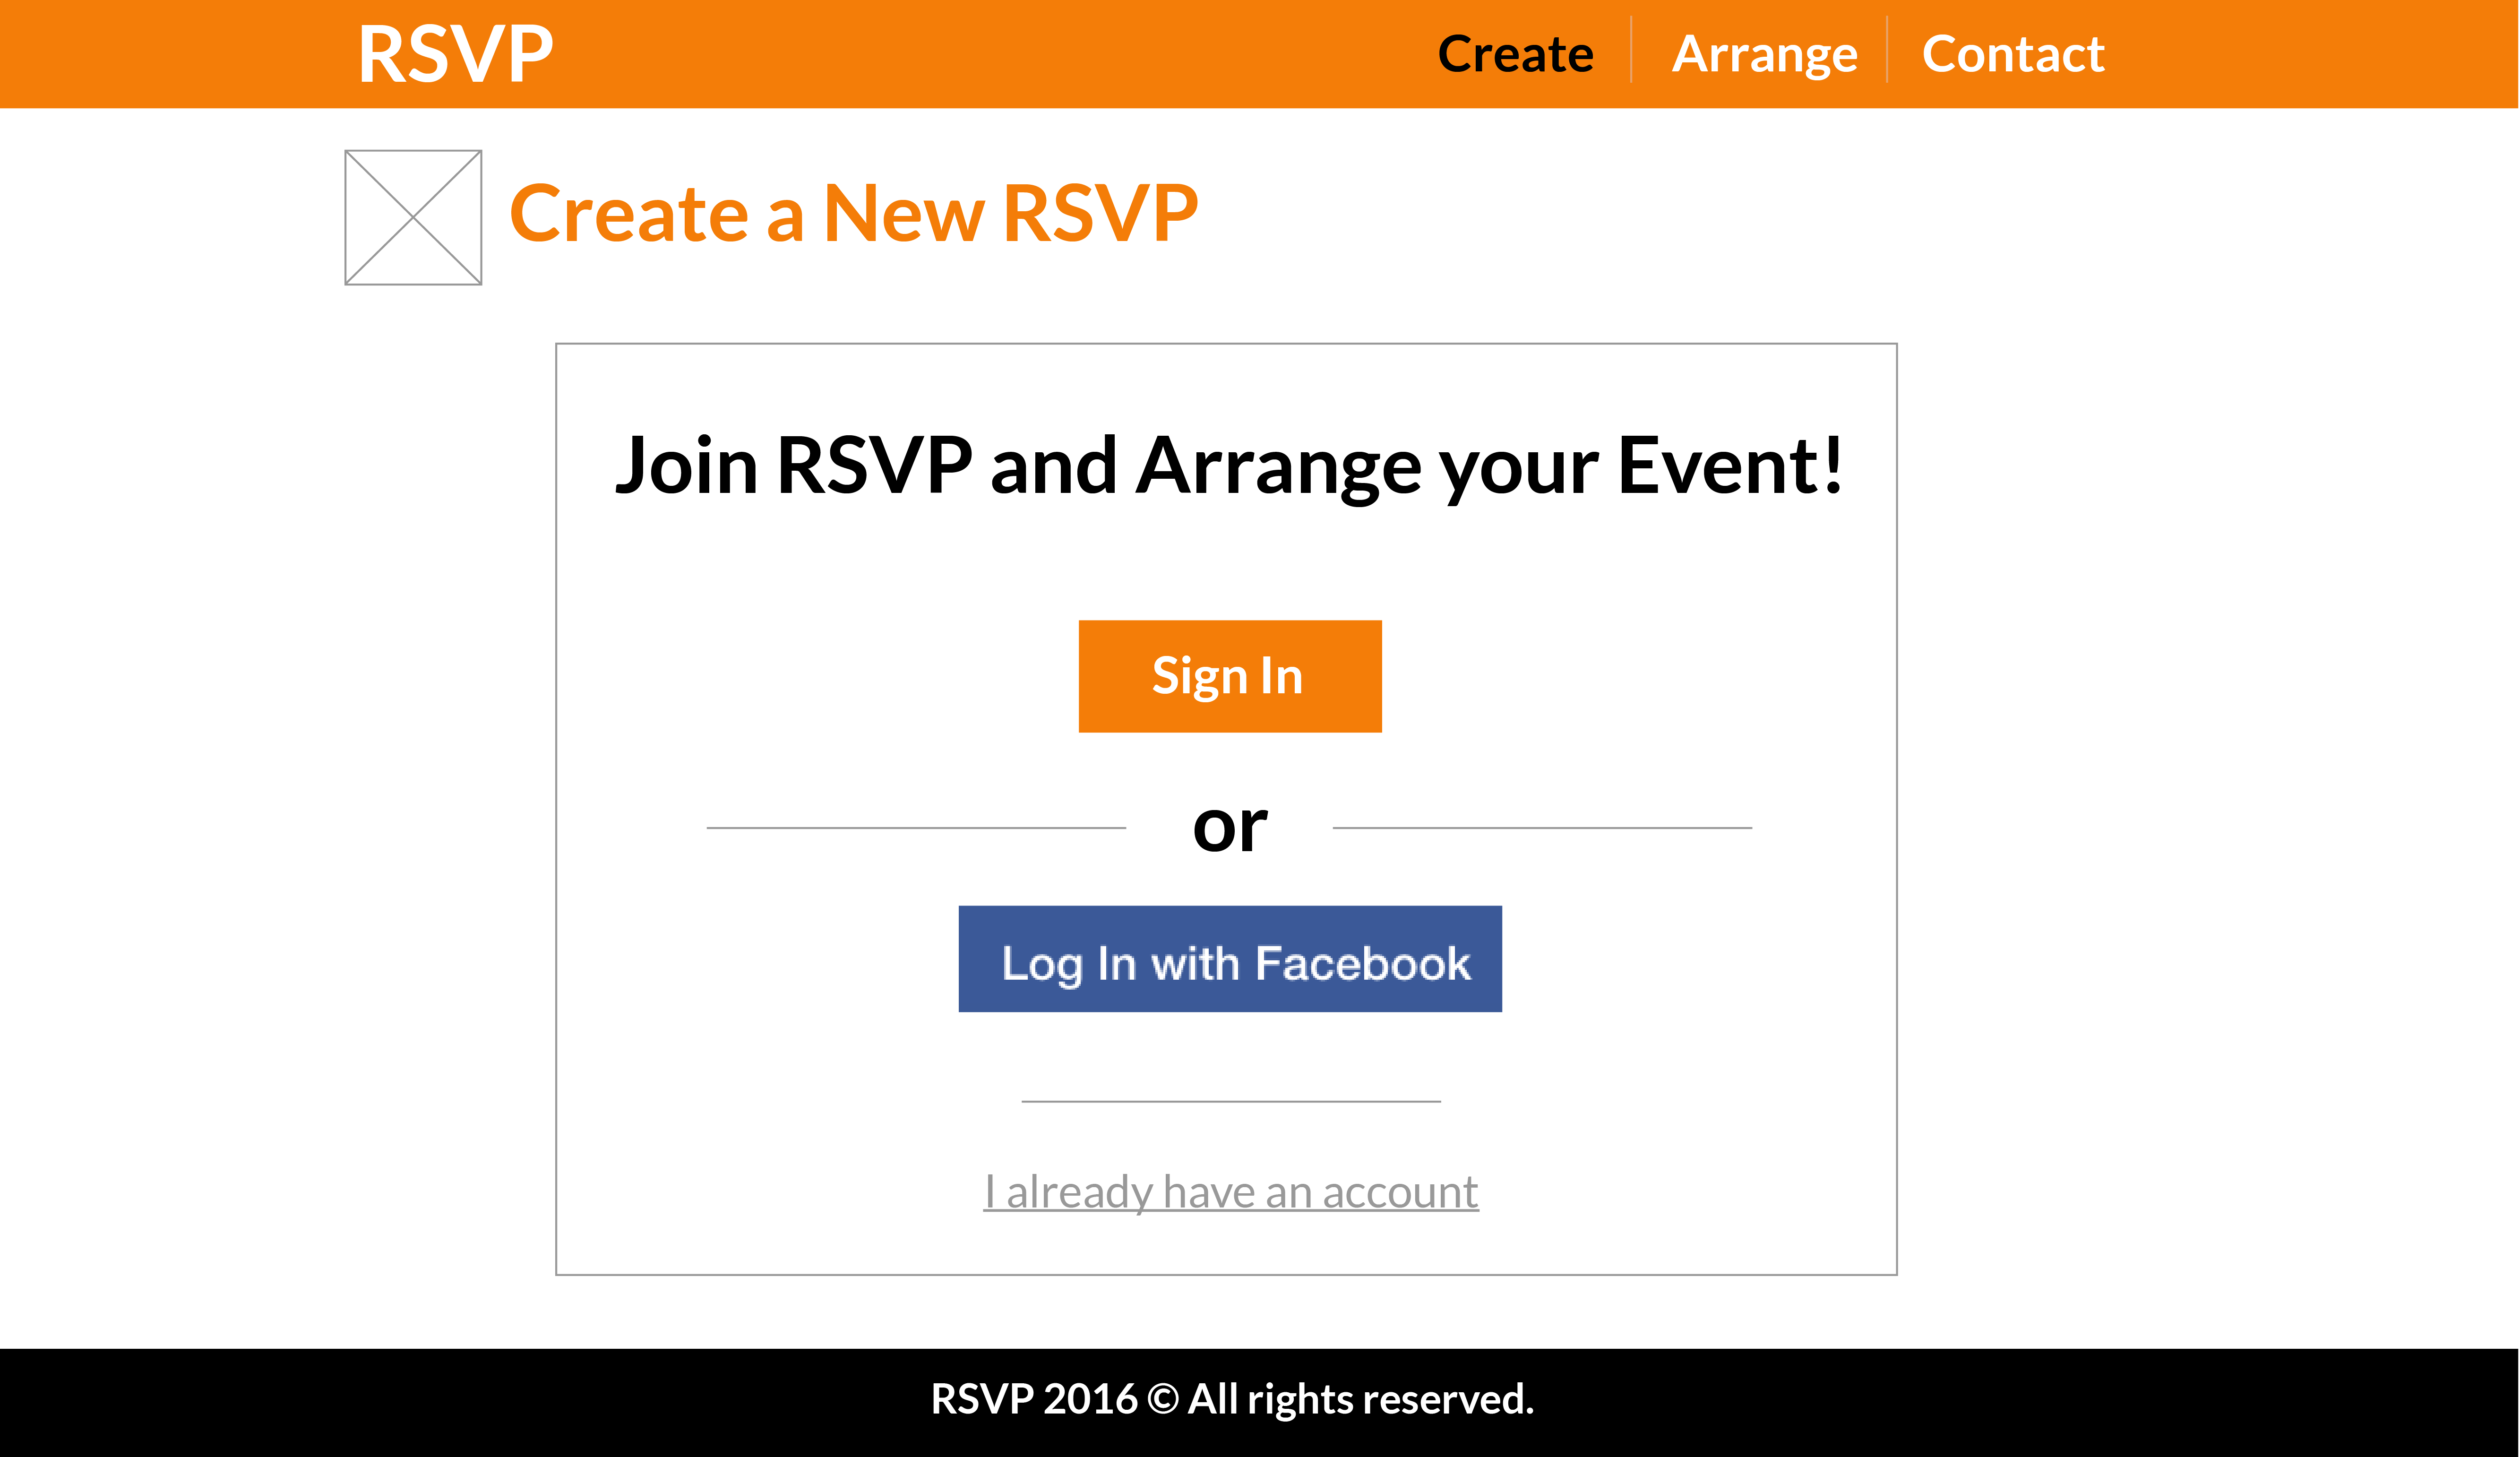 RSVP
Create Arrange Contact
Create a New RSVP
Join RSVP and Arrange your Event!
Sign In
or
Log In with Facebook
I already have an account
RSVP 2016 © All rights reserved.